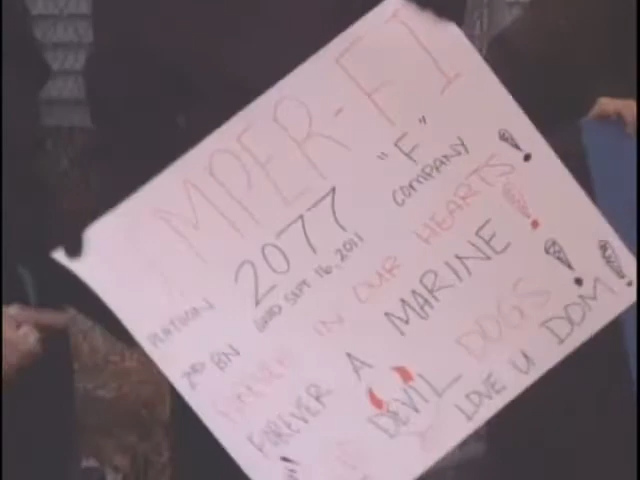 MPER-FI
PLATOON 2077 "F" COMPANY
2ND BN GRAD SEPT 16, 2011
FOREVER IN OUR HEARTS!
FOREVER A MARINE!
DEVIL DOGS!
LOVE U DOM!